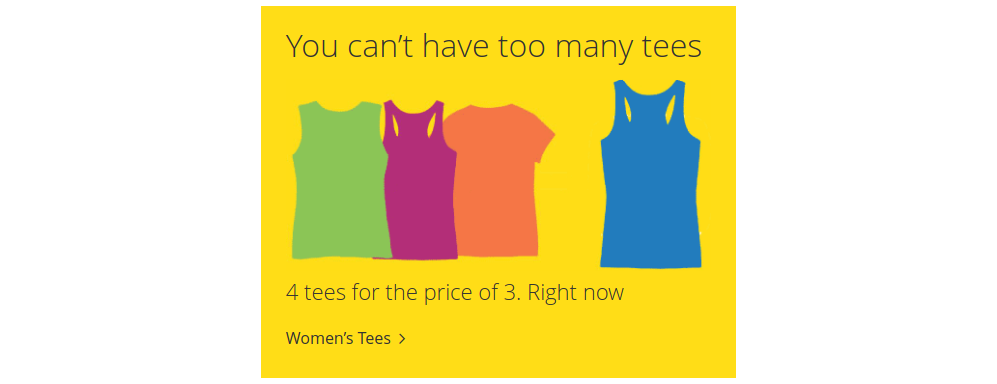 You can’t have too many tees
4 tees for the price of 3. Right now
Women’s Tees >